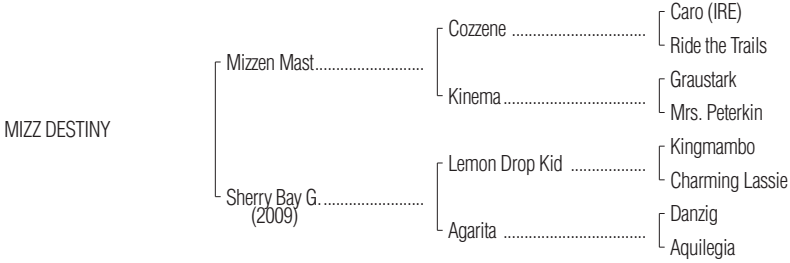 Caro (IRE)
Cozzene ................................
Ride the Trails
Mizzen Mast..........................
Graustark
Kinema..................................
Mrs. Peterkin
MIZZ DESTINY
Kingmambo
Lemon Drop Kid ..................
Charming Lassie
Sherry Bay G.........................
(2009)
Danzig
Agarita ..................................
Aquilegia